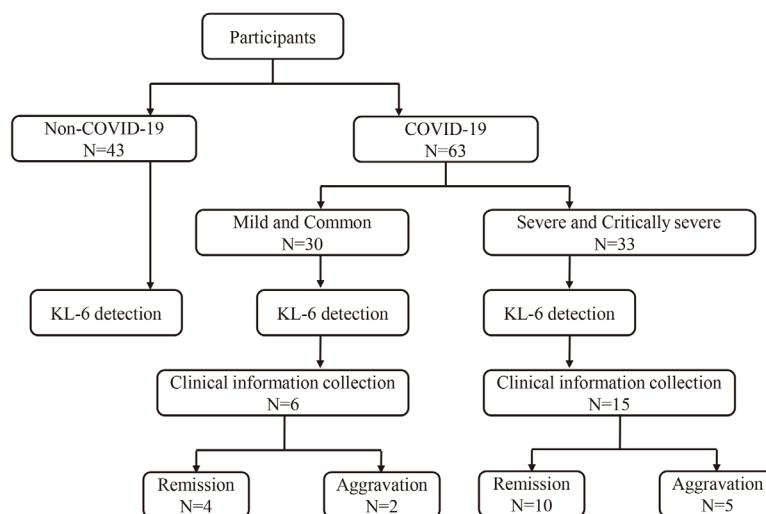 Participants
Non-COVID-19
N=43
COVID-19
N=63
Mild and Common
N=30
Severe and Critically severe
N=33
KL-6 detection
KL-6 detection
KL-6 detection
Clinical information collection
N=6
Clinical information collection
N=15
Remission
N=4
Aggravation
N=2
Remission
N=10
Aggravation
N=5